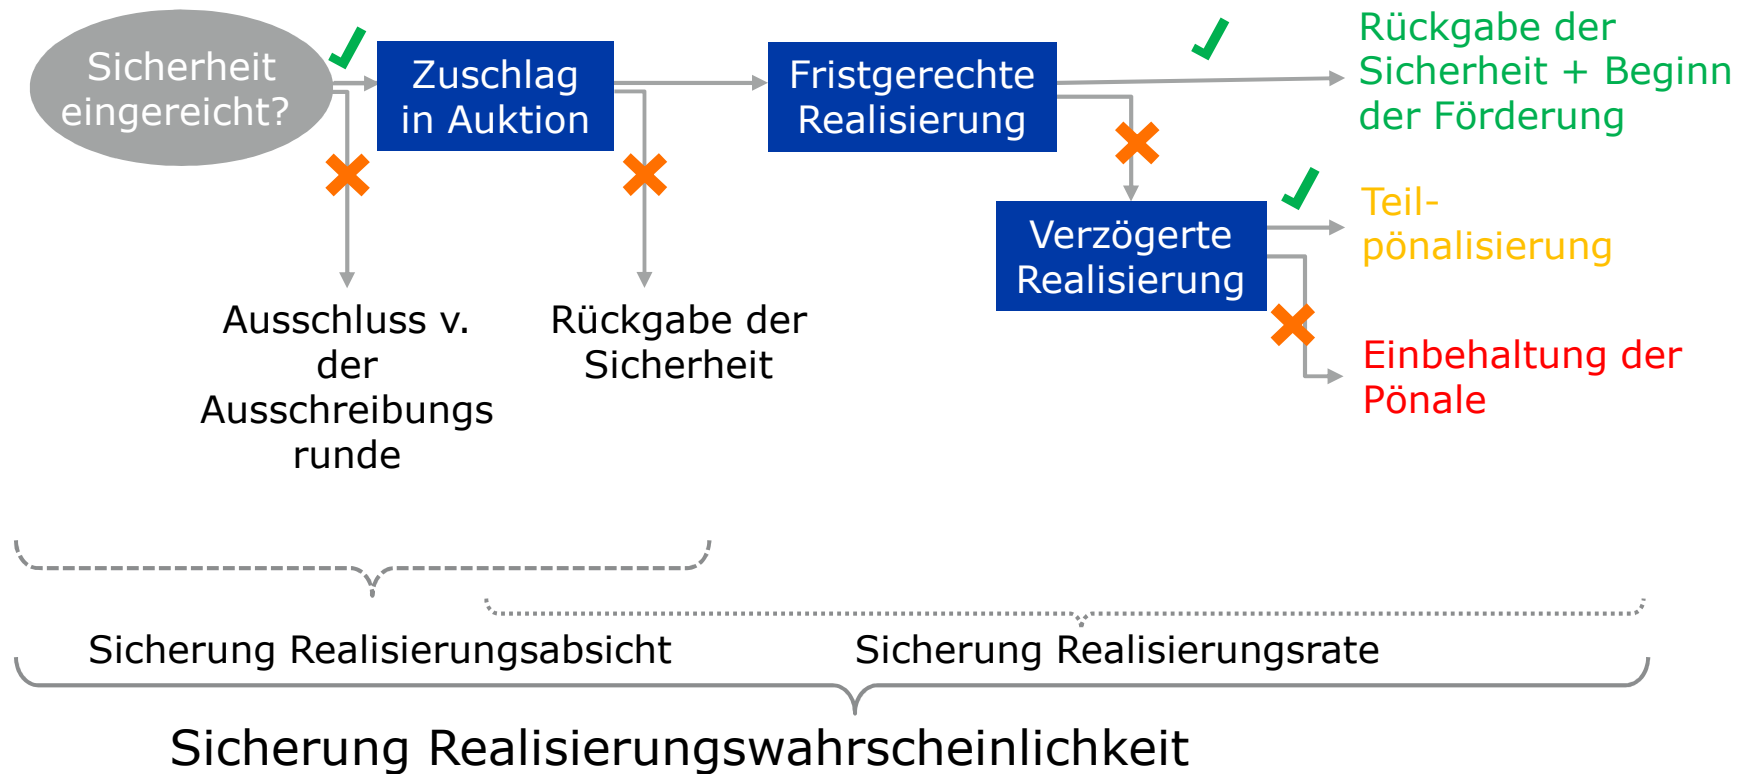 Sicherheit
eingereicht?
Zuschlag
in Auktion
Fristgerechte
Realisierung
Rückgabe der
Sicherheit + Beginn
der Förderung
Verzögerte
Realisierung
Teil-
pönalisierung
Ausschluss v.
der
Ausschreibungs
runde
Rückgabe der
Sicherheit
Einbehaltung der
Pönale
Sicherung Realisierungsabsicht
Sicherung Realisierungsrate
Sicherung Realisierungswahrscheinlichkeit